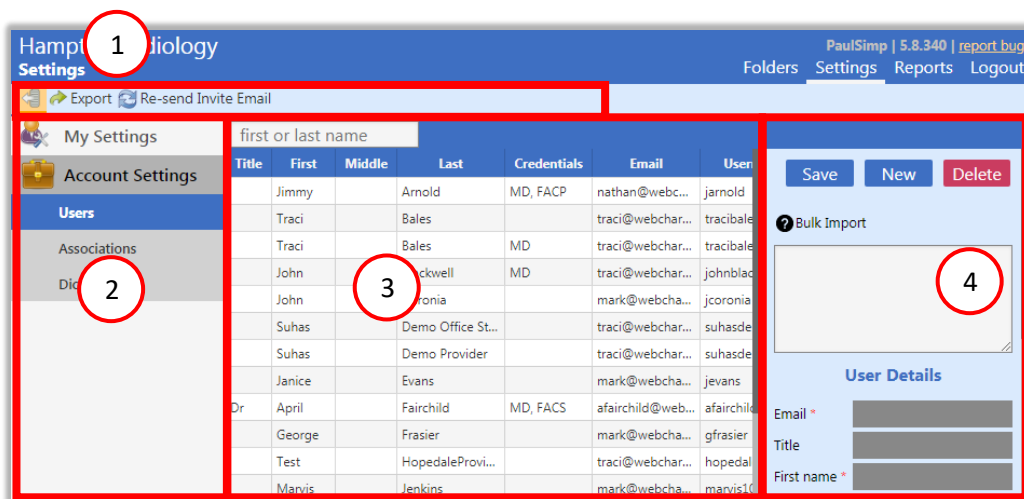 Hampt 1 diology
Settings
PaulSimp | 5.8.340 | report bug
Folders Settings Reports Logout
Export Re-send Invite Email
My Settings
Account Settings
Users
Associations
2
first or last name
Title First Middle Last Credentials Email User
Jimmy Arnold MD, FACP nathan@webc... jarnold
Traci Bales traci@webchar... tracibale
Traci Bales MD traci@webchar... tracibale
John ckwell MD traci@webchar... johnblac
John ronia mark@webcha... jcoronia
3
Suhas Demo Office St... traci@webchar... suhasde
Suhas Demo Provider traci@webchar... suhasde
Janice Evans mark@webcha... jevans
Dr April Fairchild MD, FACS afairchild@web... afairchild
George Frasier mark@webcha... gfrasier
Test HopedaleProvi... traci@webchar... hopedal
Marvis Jenkins mark@webcha... marvis10
Save New Delete
? Bulk Import
4
User Details
Email *
Title
First name *